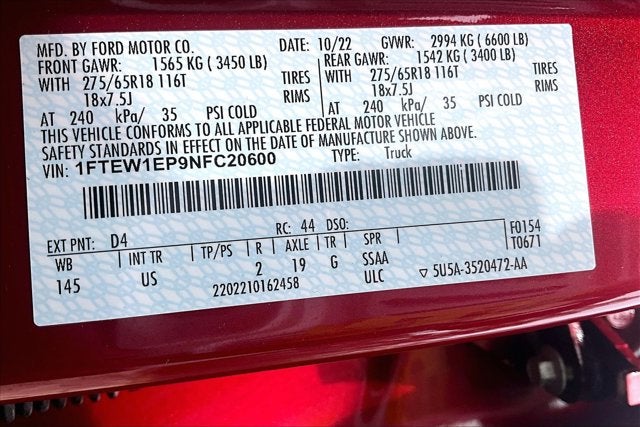 MFD. BY FORD MOTOR CO. DATE: 10/22 GVWR: 2994 KG ( 6600 LB)
FRONT GAWR: 1565 KG ( 3450 LB) REAR GAWR: 1542 KG ( 3400 LB)
WITH 275/65R18 116T TIRES WITH 275/65R18 116T TIRES
18x7.5J RIMS 18x7.5J RIMS
AT 240 kPa/ 35 PSI COLD AT 240 kPa/ 35 PSI COLD
THIS VEHICLE CONFORMS TO ALL APPLICABLE FEDERAL MOTOR VEHICLE
SAFETY STANDARDS IN EFFECT ON THE DATE OF MANUFACTURE SHOWN ABOVE.
VIN: 1FTEW1EP9NFC20600 TYPE: Truck
EXT PNT: D4 RC: 44 DSO: F0154
WB INT TR TP/PS R AXLE TR SPR T0671
145 US 2 19 G SSAA
2202210162458 ULC ▽ 5U5A-3520472-AA